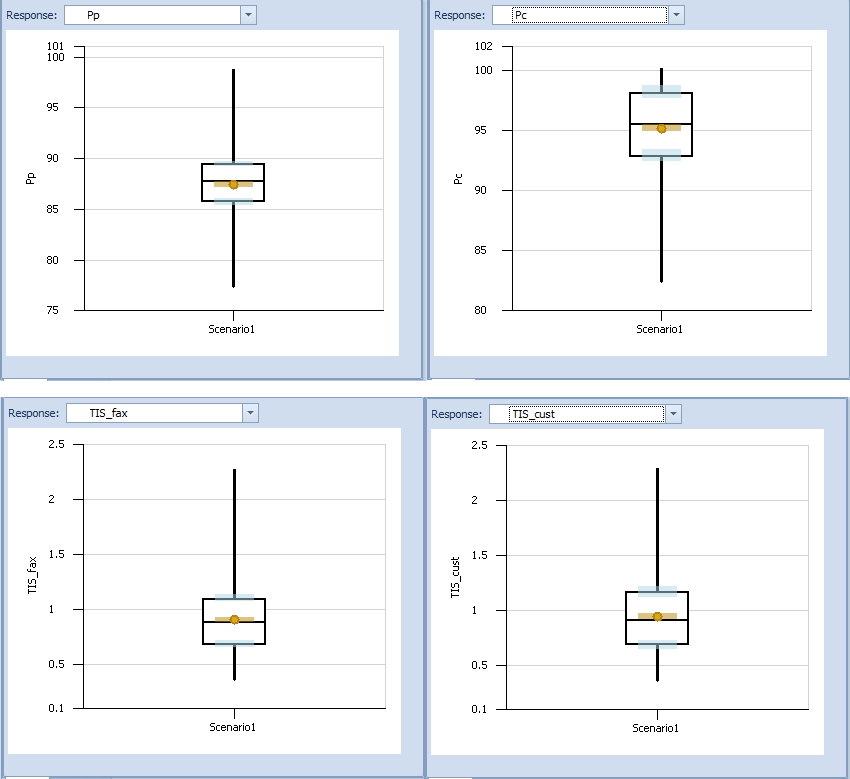 Response: Pp
101
100
95
90
85
80
75
Pp
Scenario1
Response: Pc
102
100
95
90
85
80
Pc
Scenario1
Response: TIS_fax
2.5
2
1.5
1
0.5
0.1
TIS_fax
Scenario1
Response: TIS_cust
2.5
2
1.5
1
0.5
0.1
TIS_cust
Scenario1